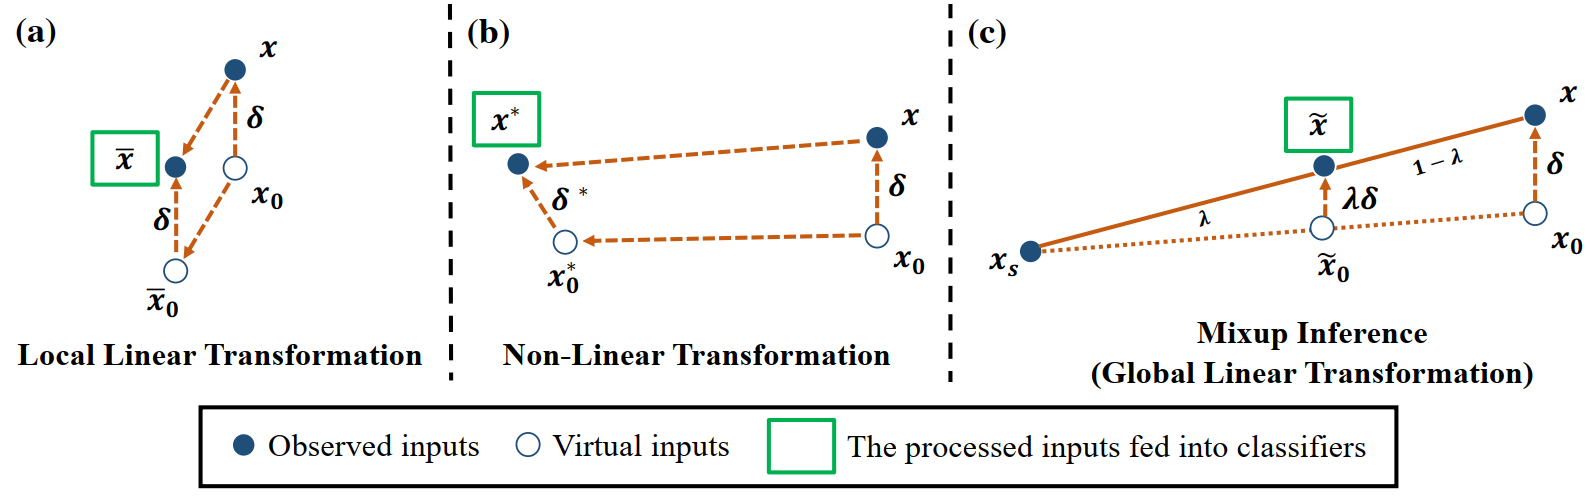 (a)
x
δ
x̄
x₀
δ
x̄₀
Local Linear Transformation
(b)
x*
x
δ *
δ
x₀*
x₀
Non-Linear Transformation
(c)
x
x̃
1 − λ
δ
λδ
λ
x₀
xₛ
x̃₀
Mixup Inference
(Global Linear Transformation)
Observed inputs
Virtual inputs
The processed inputs fed into classifiers